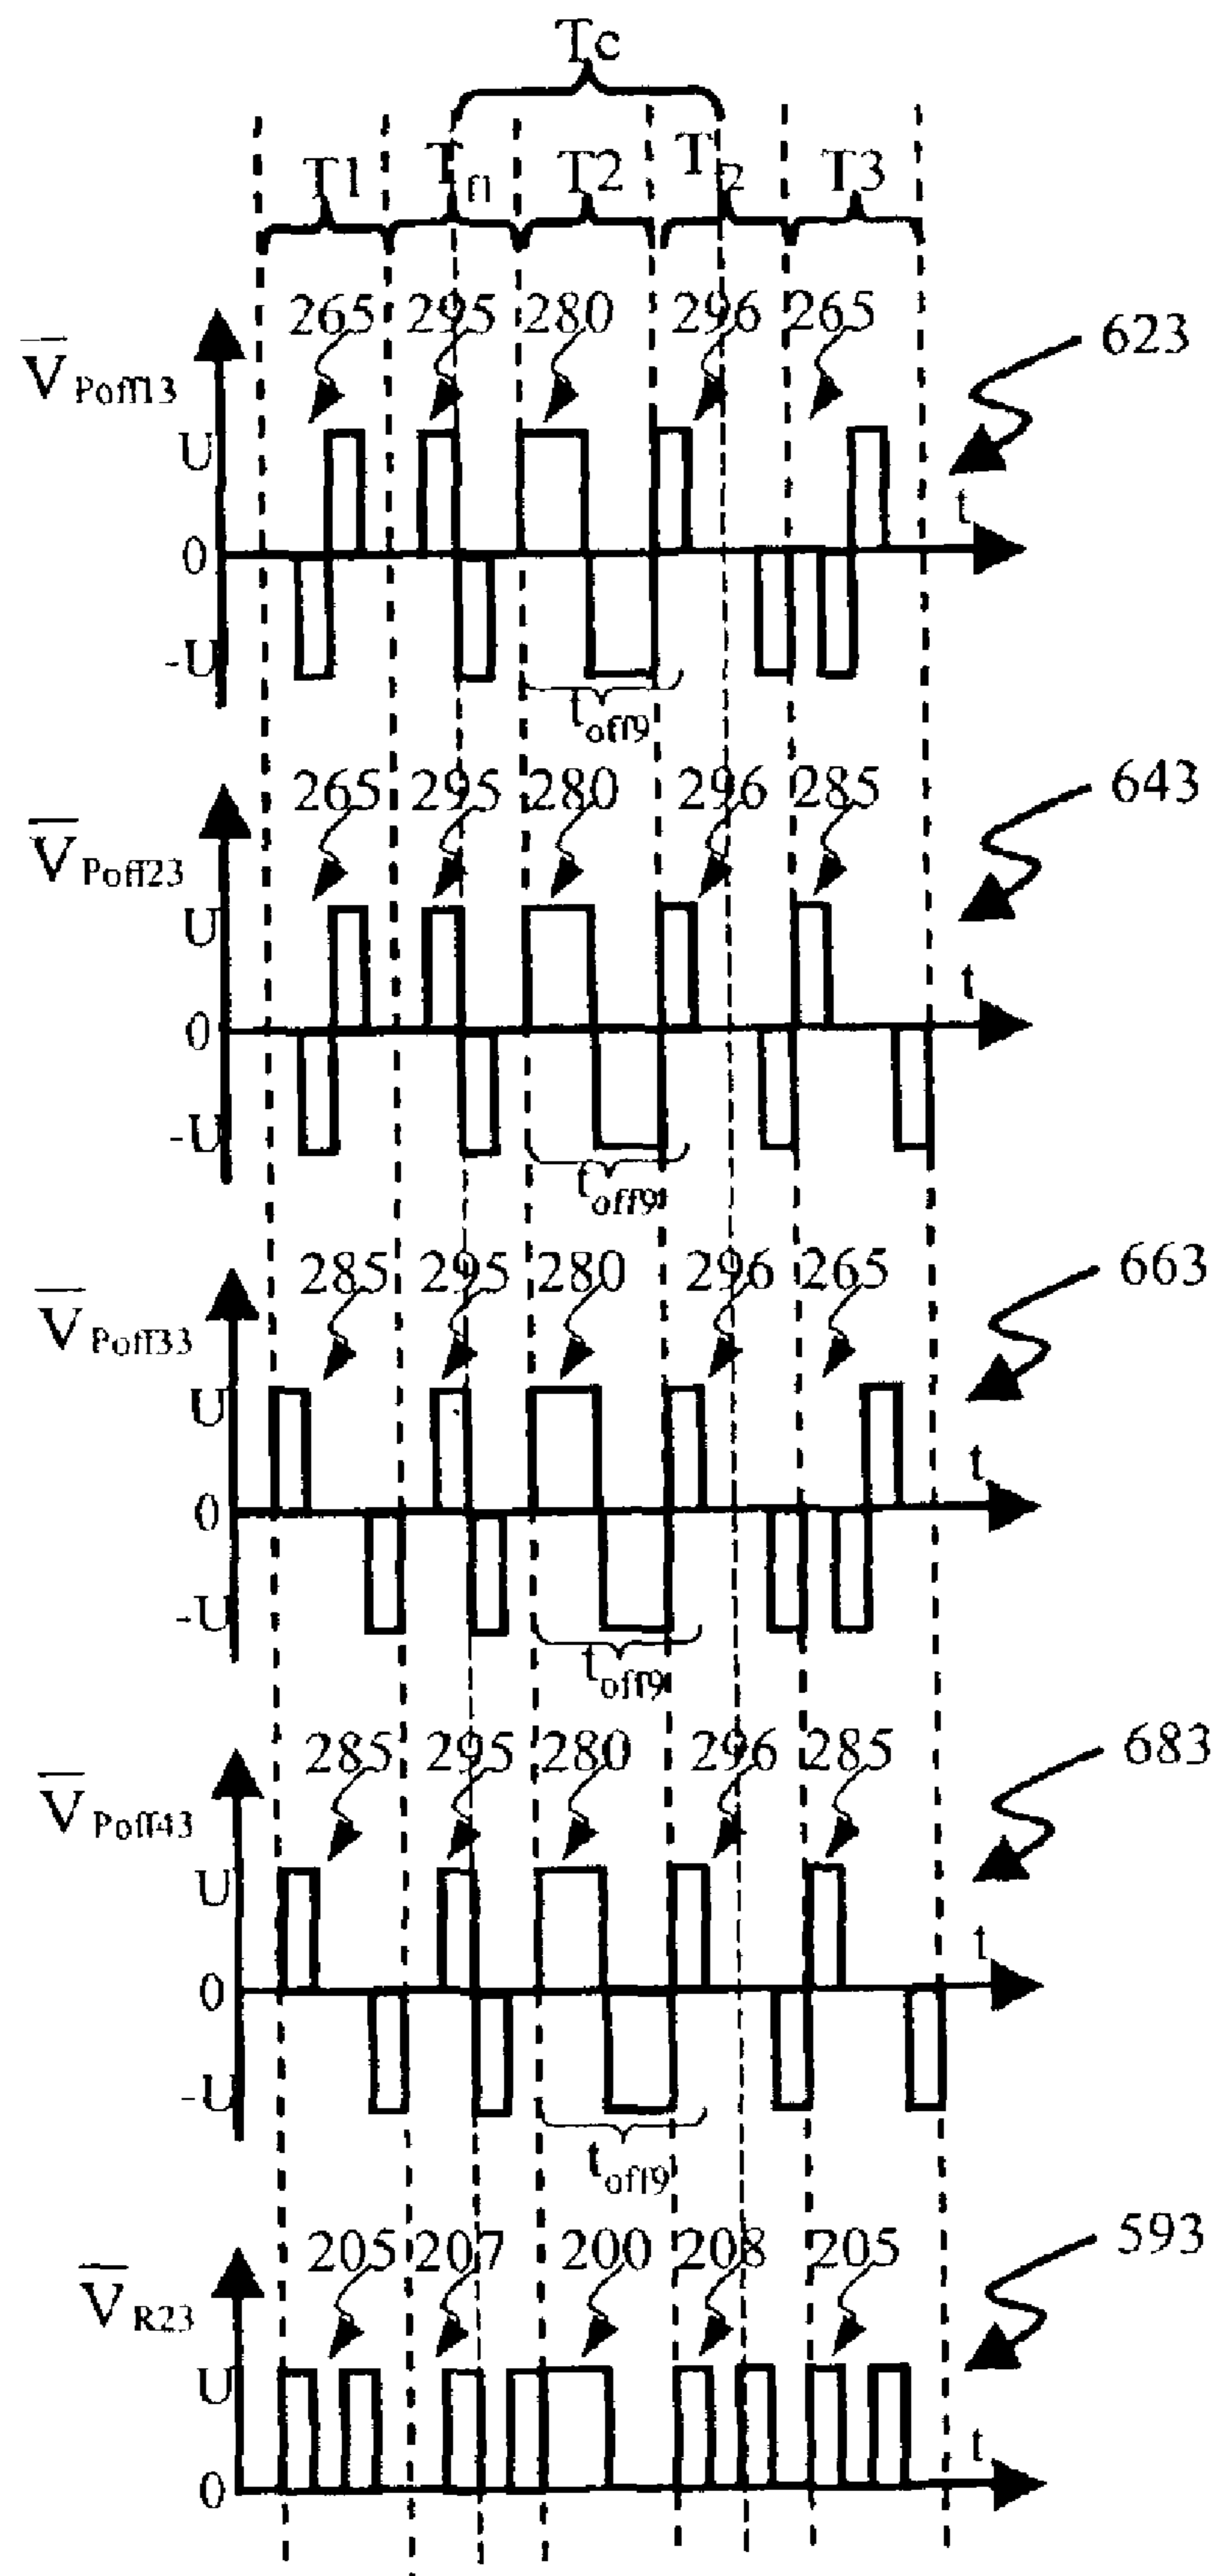 Tc
T1 Tf1 T2 T 2 T3
265 295 280 296 265 623
V Poff13
U
t
0
-U
toff9
265 295 280 296 285 643
V Poff23
U
t
0
-U
toff9
285 295 280 296 265 663
V Poff33
U
t
0
-U
toff9
285 295 280 296 285 683
V Poff43
U
t
0
-U
toff9
205 207 200 208 205 593
V R23
U
t
0